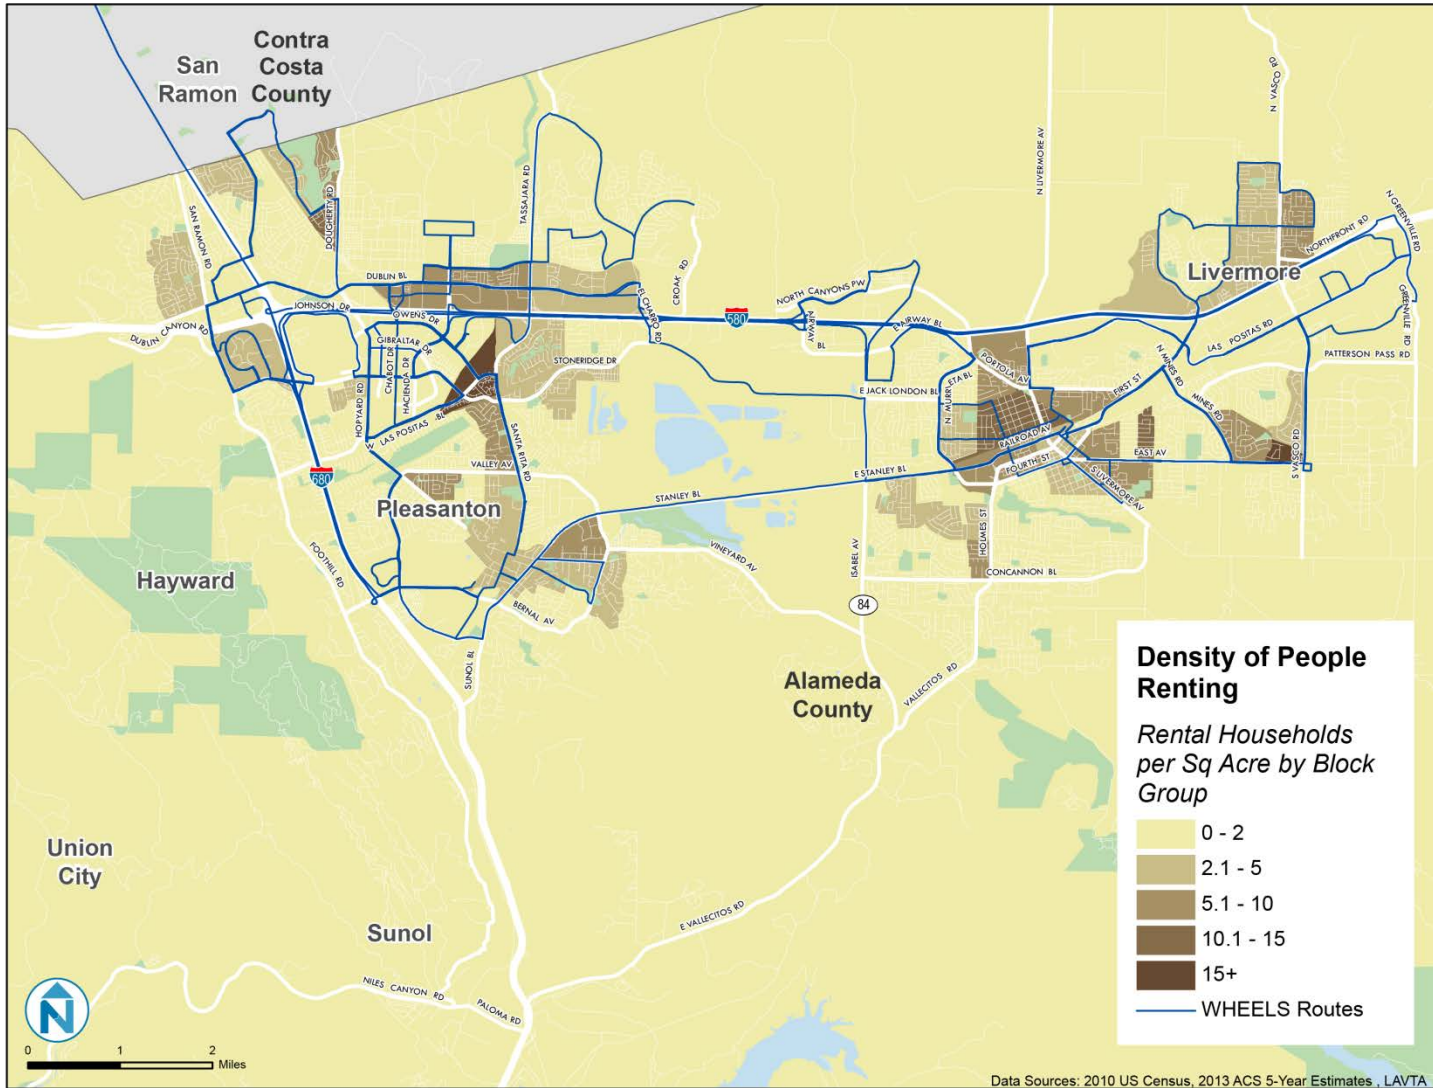 Contra
Costa
County
San
Ramon
N VASCO RD
N LIVERMORE AV
TASSAJARA RD
DOUGHERTY RD
SAN RAMON RD
N GREENVILLE RD
NORTHFRONT RD
Livermore
DUBLIN BL
CROAK RD
NORTH CANYONS PW
EL CHARRO RD
JOHNSON DR
OWENS DR
580
AIRWAY
BL
E AIRWAY BL
GREENVILLE RD
LAS POSITAS RD
DUBLIN CANYON RD
GIBRALTAR DR
STONERIDGE DR
PATTERSON PASS RD
PORTOLA AV
N MINES RD
CHABOT DR
HACIENDA DR
HOPYARD RD
E JACK LONDON BL
N MURRIETA BL
FIRST ST
MINES RD
W LAS POSITAS BL
SANTA RITA RD
RAILROAD AV
EAST AV
S VASCO RD
VALLEY AV
E STANLEY BL
FOURTH ST
S LIVERMORE AV
680
STANLEY BL
Pleasanton
HOLMES ST
VINEYARD AV
ISABEL AV
CONCANNON BL
Hayward
FOOTHILL RD
BERNAL AV
84
SUNOL BL
Alameda
County
VALLECITOS RD
Union
City
Sunol
E VALLECITOS RD
NILES CANYON RD
PALOMA RD
Density of People
Renting
Rental Households
per Sq Acre by Block
Group
0 - 2
2.1 - 5
5.1 - 10
10.1 - 15
15+
WHEELS Routes
N
0 1 2
Miles
Data Sources: 2010 US Census, 2013 ACS 5-Year Estimates , LAVTA